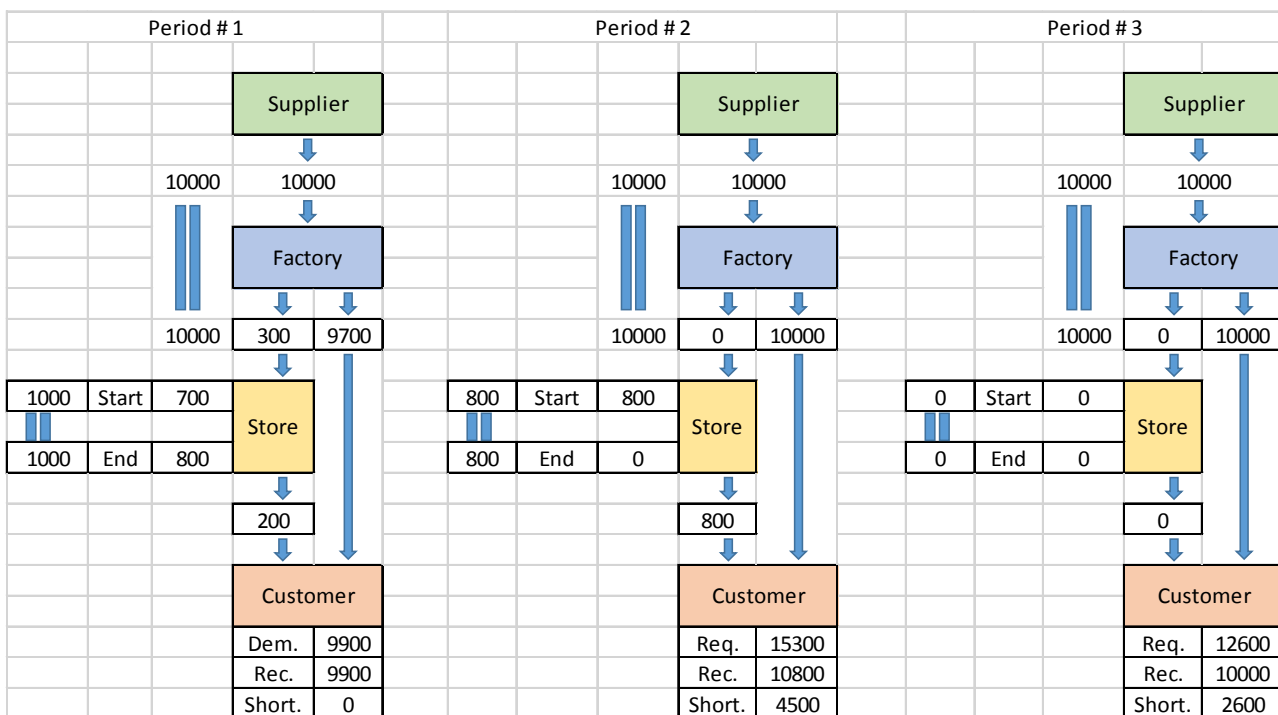 Period # 1 Period # 2 Period # 3
Supplier Supplier Supplier
10000 10000 10000 10000 10000 10000
Factory Factory Factory
10000 300 9700 10000 0 10000 10000 0 10000
1000 Start 700 800 Start 800 0 Start 0
Store Store Store
1000 End 800 800 End 0 0 End 0
200 800 0
Customer Customer Customer
Dem. 9900 Req. 15300 Req. 12600
Rec. 9900 Rec. 10800 Rec. 10000
Short. 0 Short. 4500 Short. 2600